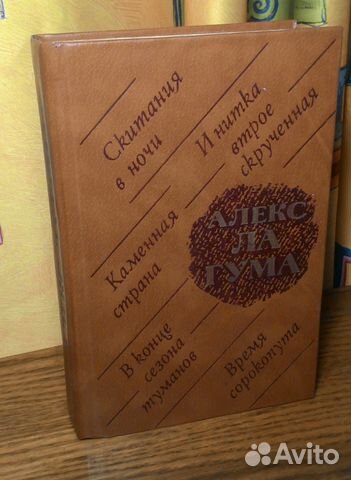 Скитания
в ночи
И нитка
втрое
скрученная
АЛЕКС
ЛА
ГУМА
Каменная
страна
В конце
сезона
туманов
Время
сорокопута
Avito